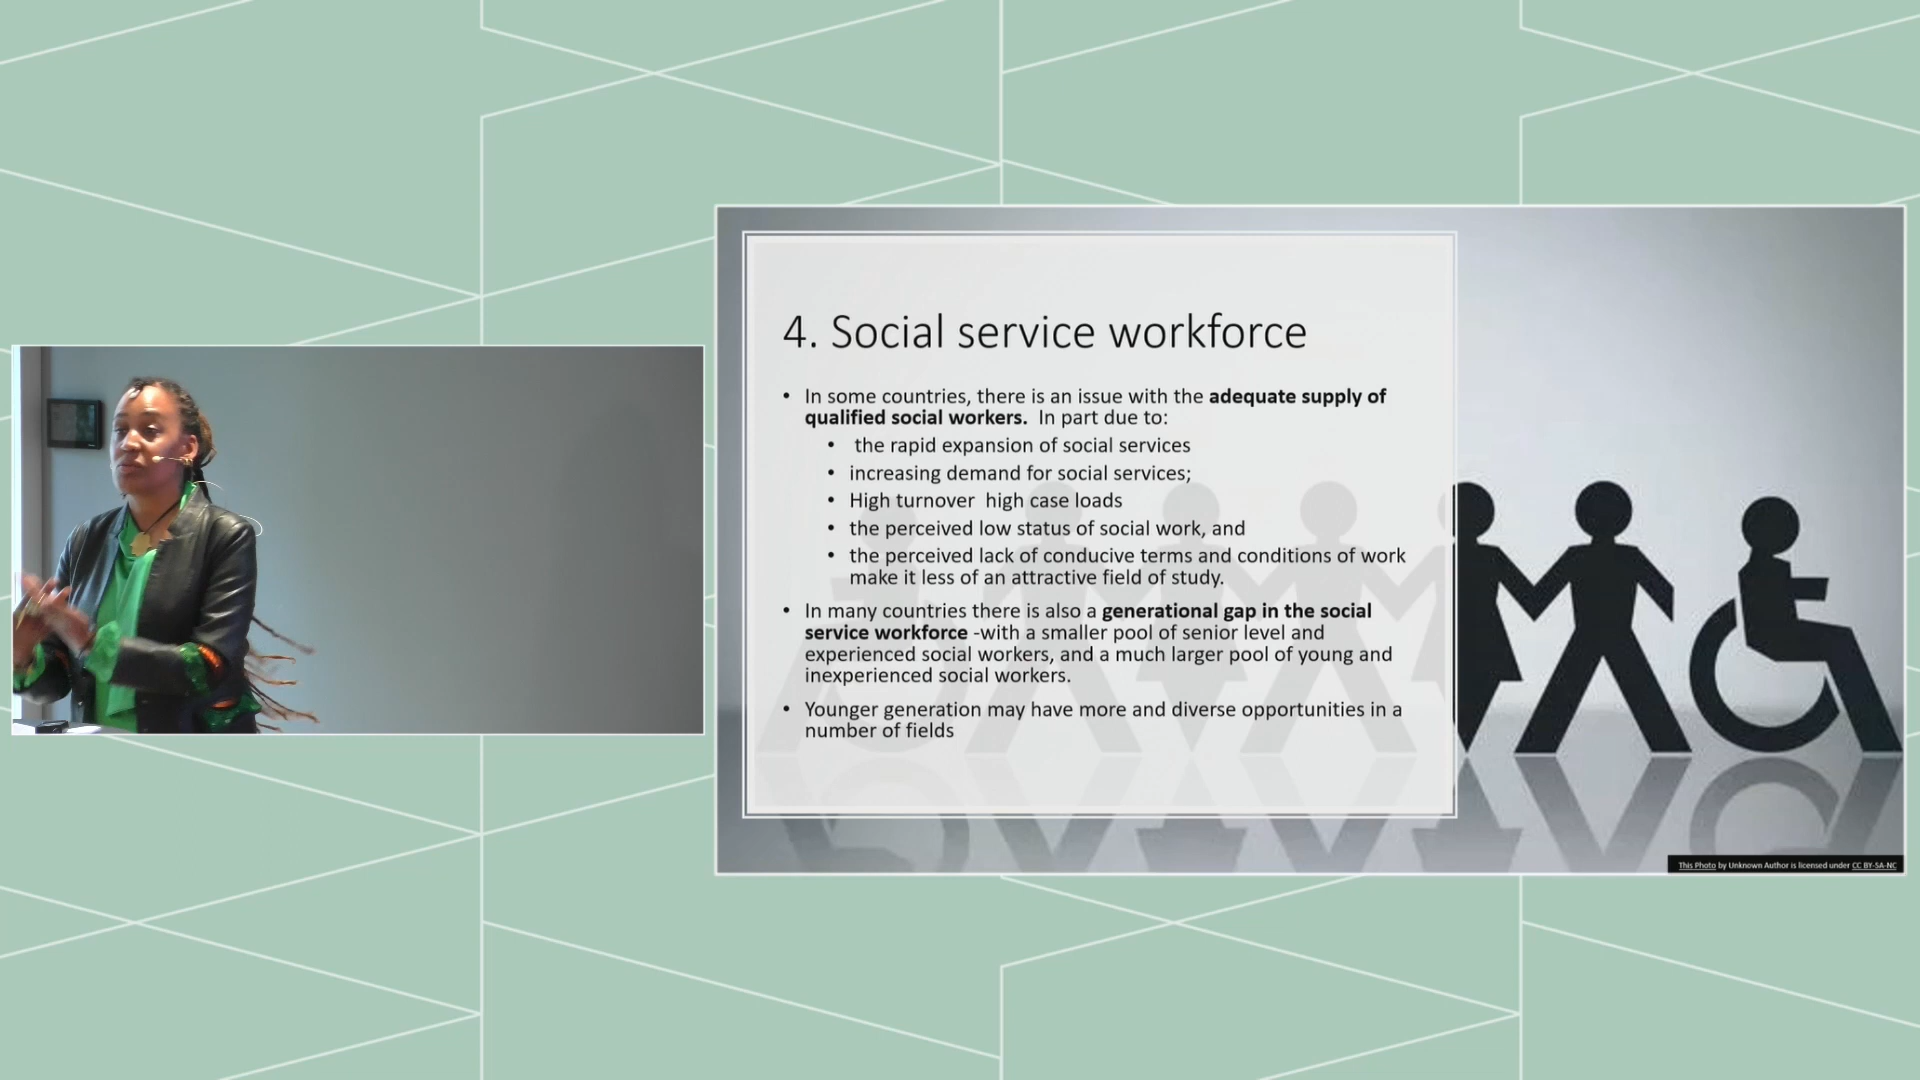 4. Social service workforce
• In some countries, there is an issue with the adequate supply of
qualified social workers.  In part due to:
•  the rapid expansion of social services
• increasing demand for social services;
• High turnover  high case loads
• the perceived low status of social work, and
• the perceived lack of conducive terms and conditions of work
make it less of an attractive field of study.
• In many countries there is also a generational gap in the social
service workforce -with a smaller pool of senior level and
experienced social workers, and a much larger pool of young and
inexperienced social workers.
• Younger generation may have more and diverse opportunities in a
number of fields
This Photo by Unknown Author is licensed under CC BY-SA-NC